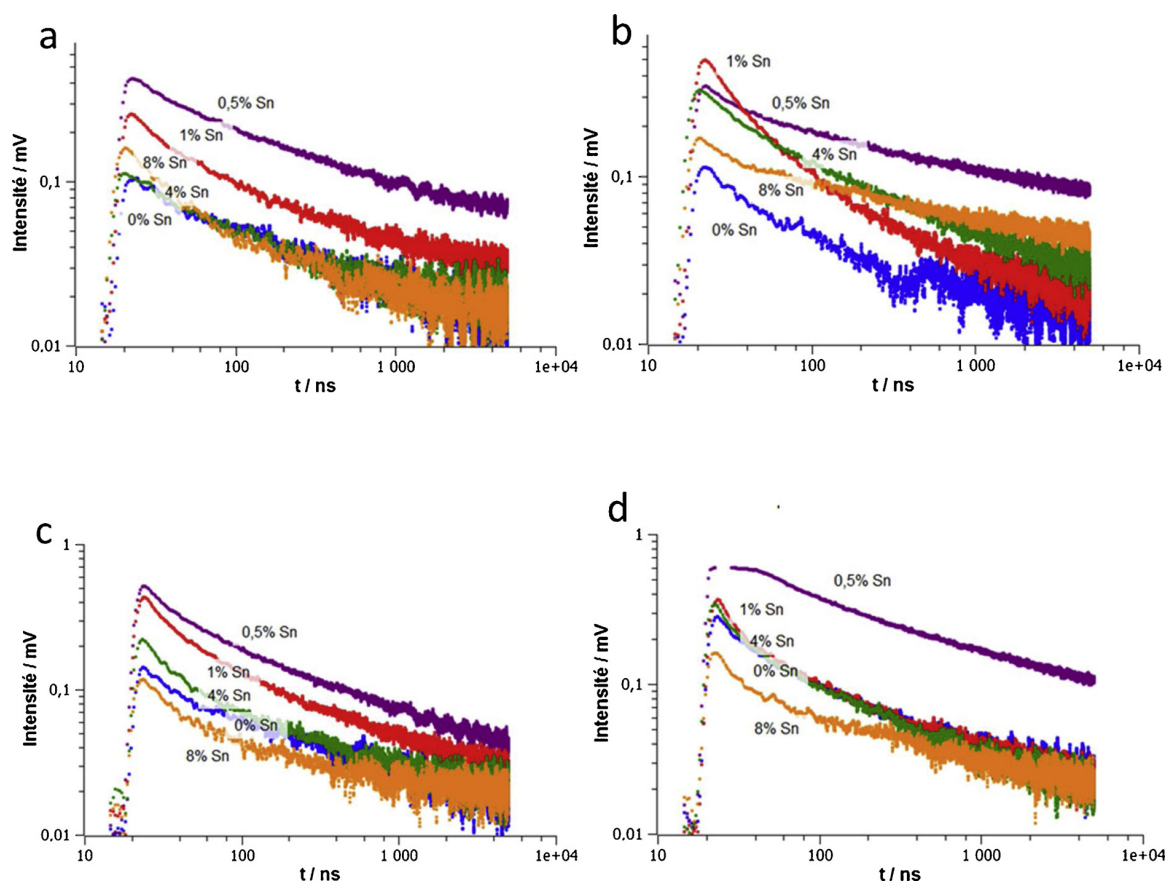 a
Intensité / mV
0,1
0.01
0,5% Sn
1% Sn
8% Sn
4% Sn
0% Sn
10
100
1 000
1e+04
t / ns
b
Intensité / mV
0.1
0.01
1% Sn
0,5% Sn
4% Sn
8% Sn
0% Sn
10
100
1 000
1e+04
t / ns
c
Intensité / mV
1
0,1
0.01
0,5% Sn
1% Sn
4% Sn
0% Sn
8% Sn
10
100
1 000
1e+04
t / ns
d
Intensité / mV
1
0,1
0.01
0,5% Sn
1% Sn
4% Sn
0% Sn
8% Sn
10
100
1 000
1e+04
t / ns